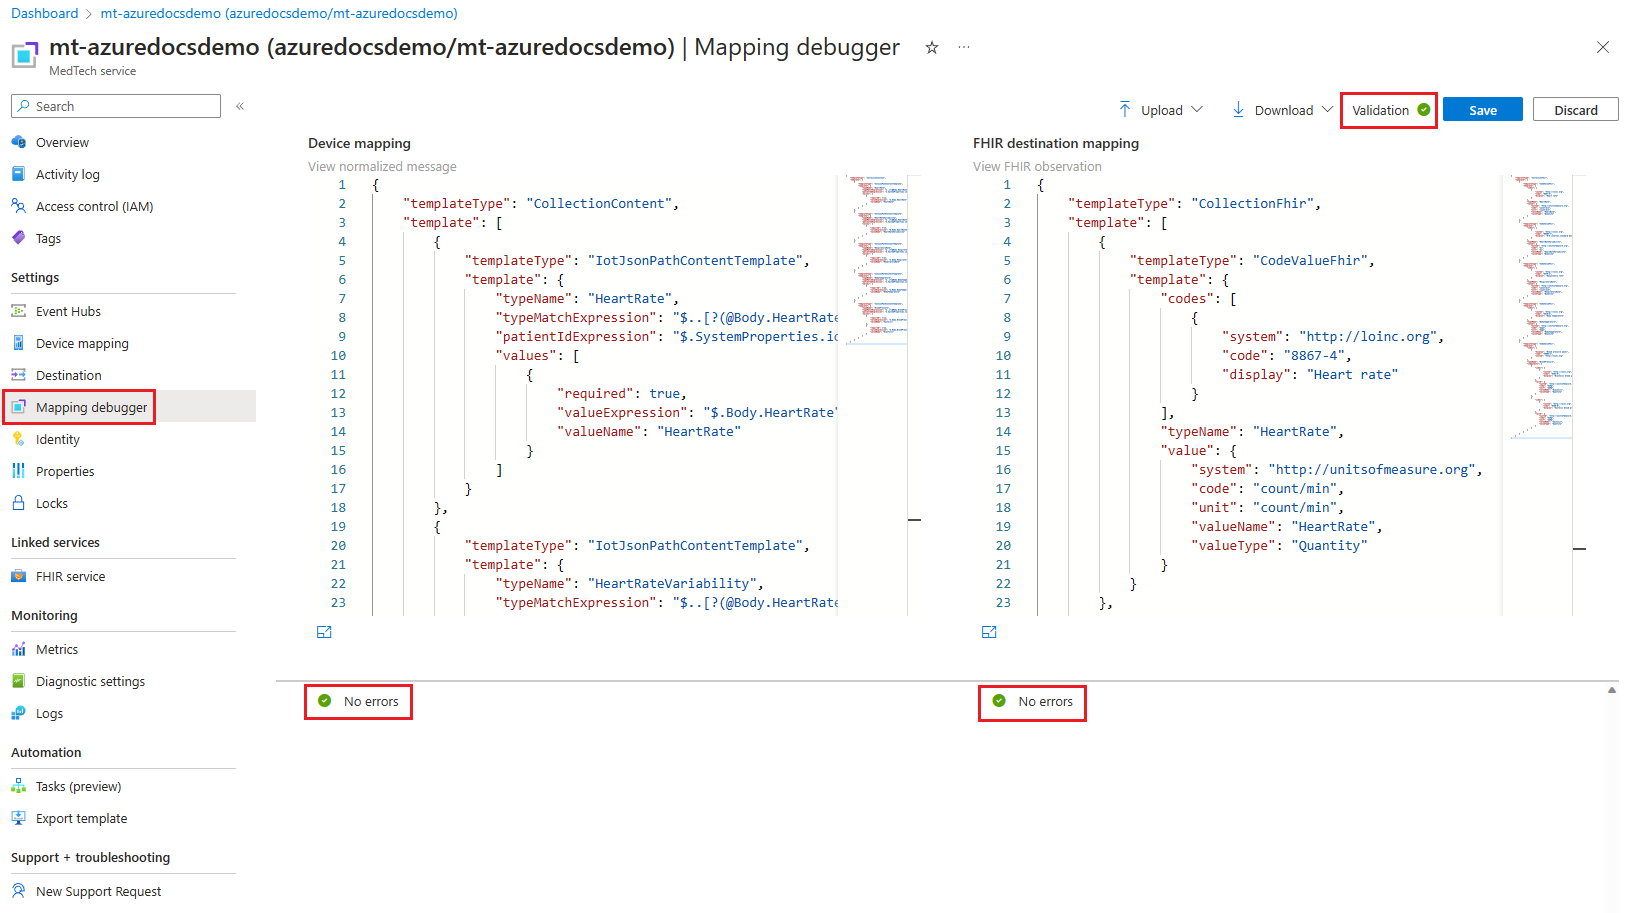 Dashboard > mt-azuredocsdemo (azuredocsdemo/mt-azuredocsdemo)
mt-azuredocsdemo (azuredocsdemo/mt-azuredocsdemo) | Mapping debugger
MedTech service
Search
Overview
Activity log
Access control (IAM)
Tags
Settings
Event Hubs
Device mapping
Destination
Mapping debugger
Identity
Properties
Locks
Linked services
FHIR service
Monitoring
Metrics
Diagnostic settings
Logs
Automation
Tasks (preview)
Export template
Support + troubleshooting
New Support Request
Upload
Download
Validation
Save
Discard
Device mapping
View normalized message
1 {
2 "templateType": "CollectionContent",
3 "template": [
4 {
5 "templateType": "IotJsonPathContentTemplate",
6 "template": {
7 "typeName": "HeartRate",
8 "typeMatchExpression": "$..[?(@Body.HeartRate
9 "patientIdExpression": "$.SystemProperties.io
10 "values": [
11 {
12 "required": true,
13 "valueExpression": "$.Body.HeartRate"
14 "valueName": "HeartRate"
15 }
16 ]
17 }
18 },
19 {
20 "templateType": "IotJsonPathContentTemplate",
21 "template": {
22 "typeName": "HeartRateVariability",
23 "typeMatchExpression": "$..[?(@Body.HeartRate
No errors
FHIR destination mapping
View FHIR observation
1 {
2 "templateType": "CollectionFhir",
3 "template": [
4 {
5 "templateType": "CodeValueFhir",
6 "template": {
7 "codes": [
8 {
9 "system": "http://loinc.org",
10 "code": "8867-4",
11 "display": "Heart rate"
12 }
13 ],
14 "typeName": "HeartRate",
15 "value": {
16 "system": "http://unitsofmeasure.org",
17 "code": "count/min",
18 "unit": "count/min",
19 "valueName": "HeartRate",
20 "valueType": "Quantity"
21 }
22 }
23 },
No errors